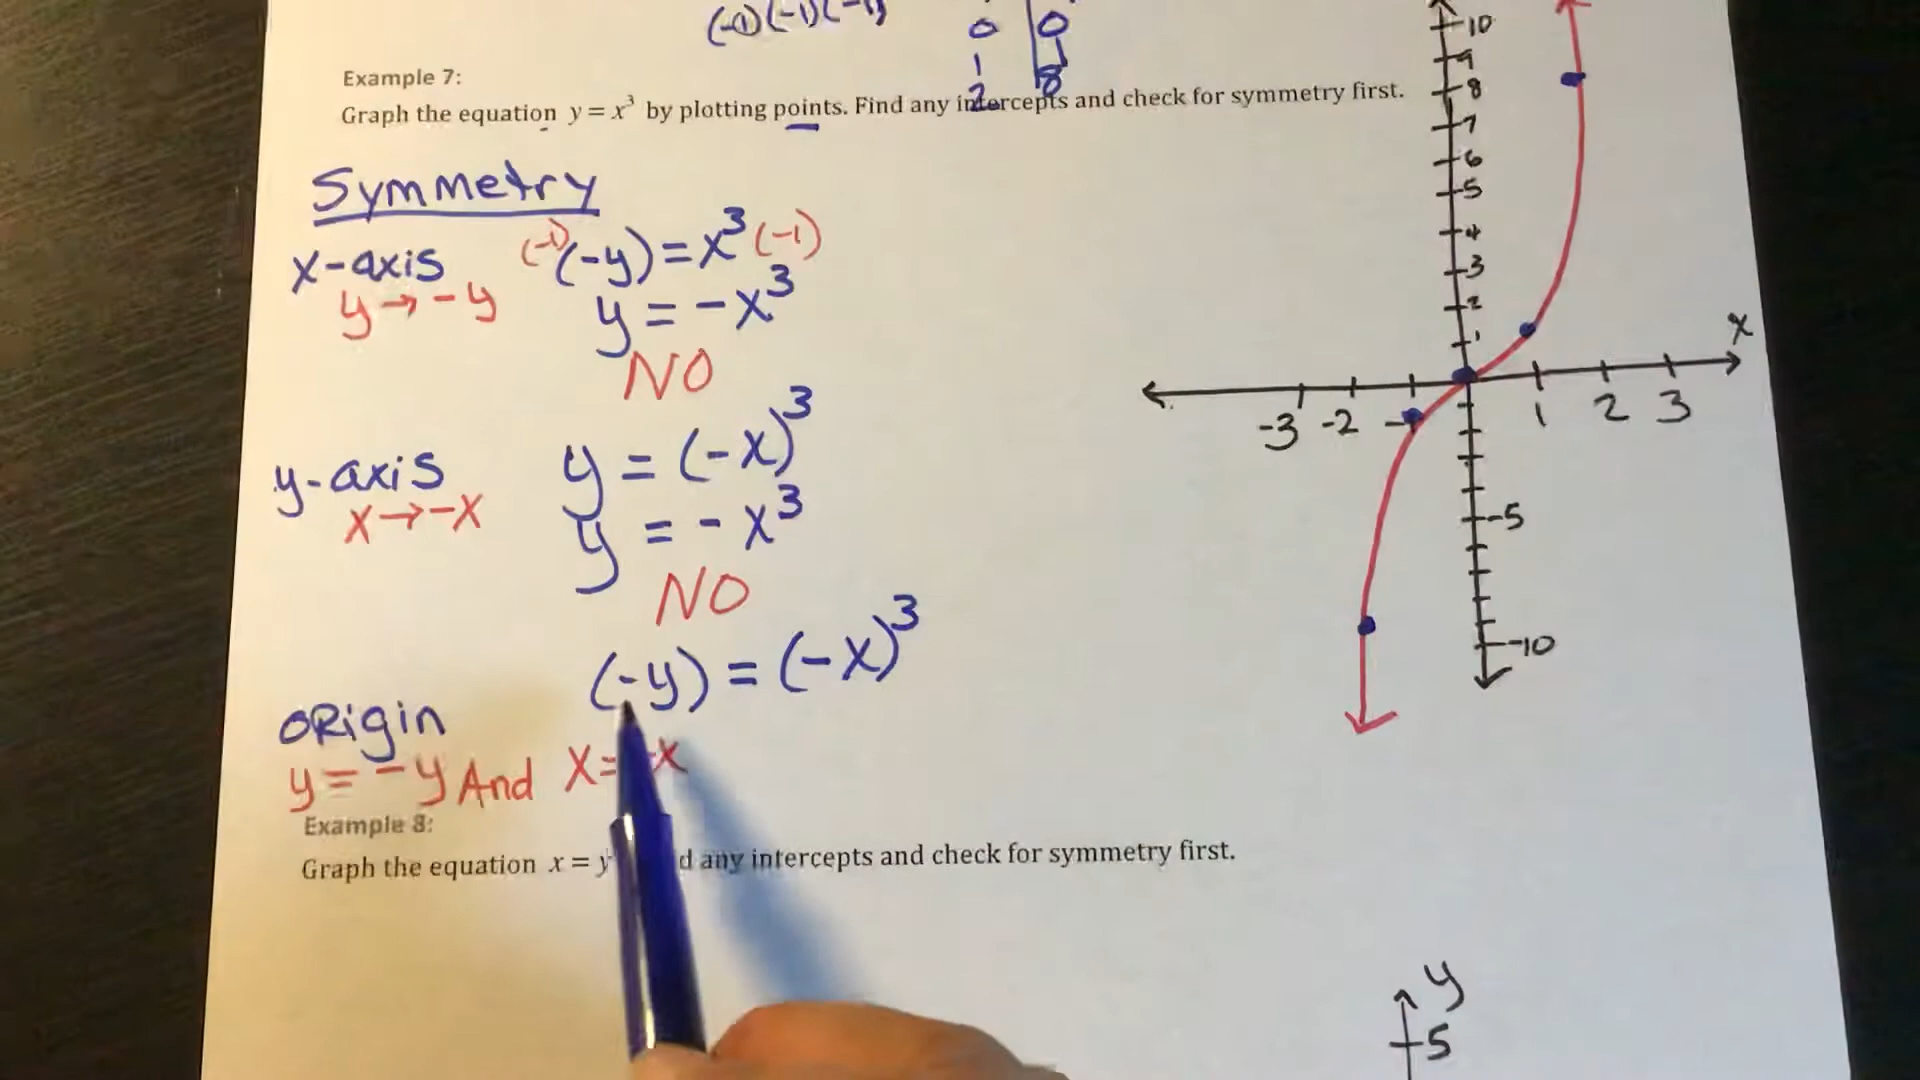 (-1)(-1)(-1)
0 0
1 1
2 8
Example 7:
Graph the equation y = x³ by plotting points. Find any intercepts and check for symmetry first.
Symmetry
x-axis (-1)(-y) = x³(-1)
y → -y y = -x³
NO
y-axis y = (-x)³
x → -x y = -x³
NO
ORigin (-y) = (-x)³
y = -y And x = -x
Example 8:
Graph the equation x = y any intercepts and check for symmetry first.
10
9
8
7
6
5
4
3
2
1
x
-3 -2 1 2 3
-5
-10
y
5